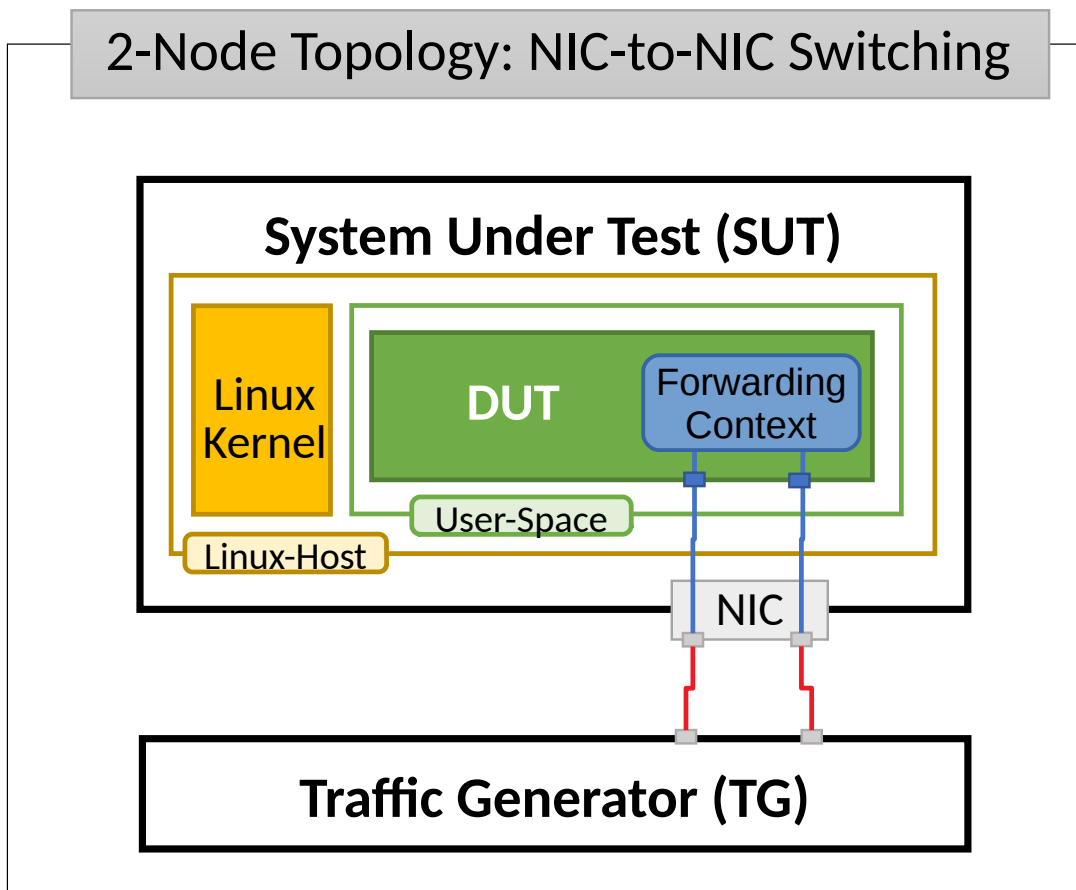 2-Node Topology: NIC-to-NIC Switching
System Under Test (SUT)
Linux
Kernel
DUT
Forwarding
Context
User-Space
Linux-Host
NIC
Traffic Generator (TG)